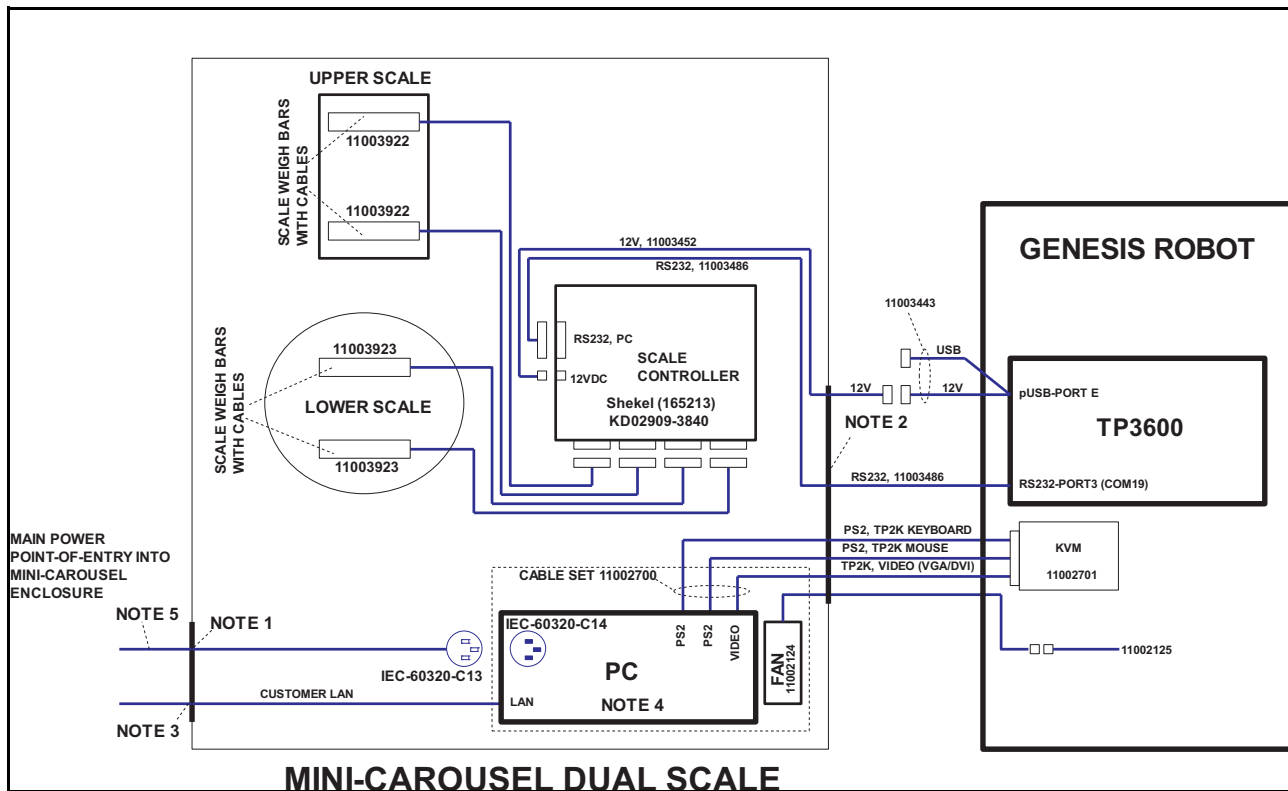 UPPER SCALE
SCALE WEIGH BARS
WITH CABLES
11003922
11003922
12V, 11003452
RS232, 11003486
GENESIS ROBOT
11003443
USB
12V
12V
pUSB-PORT E
TP3600
RS232-PORT3 (COM19)
RS232, PC
12VDC
SCALE
CONTROLLER
Shekel (165213)
KD02909-3840
SCALE WEIGH BARS
WITH CABLES
11003923
LOWER SCALE
11003923
NOTE 2
RS232, 11003486
MAIN POWER
POINT-OF-ENTRY INTO
MINI-CAROUSEL
ENCLOSURE
PS2, TP2K KEYBOARD
PS2, TP2K MOUSE
TP2K, VIDEO (VGA/DVI)
KVM
11002701
CABLE SET 11002700
NOTE 5
NOTE 1
IEC-60320-C13
IEC-60320-C14
PS2
PS2
VIDEO
PC
NOTE 4
LAN
FAN
11002124
11002125
CUSTOMER LAN
NOTE 3
MINI-CAROUSEL DUAL SCALE